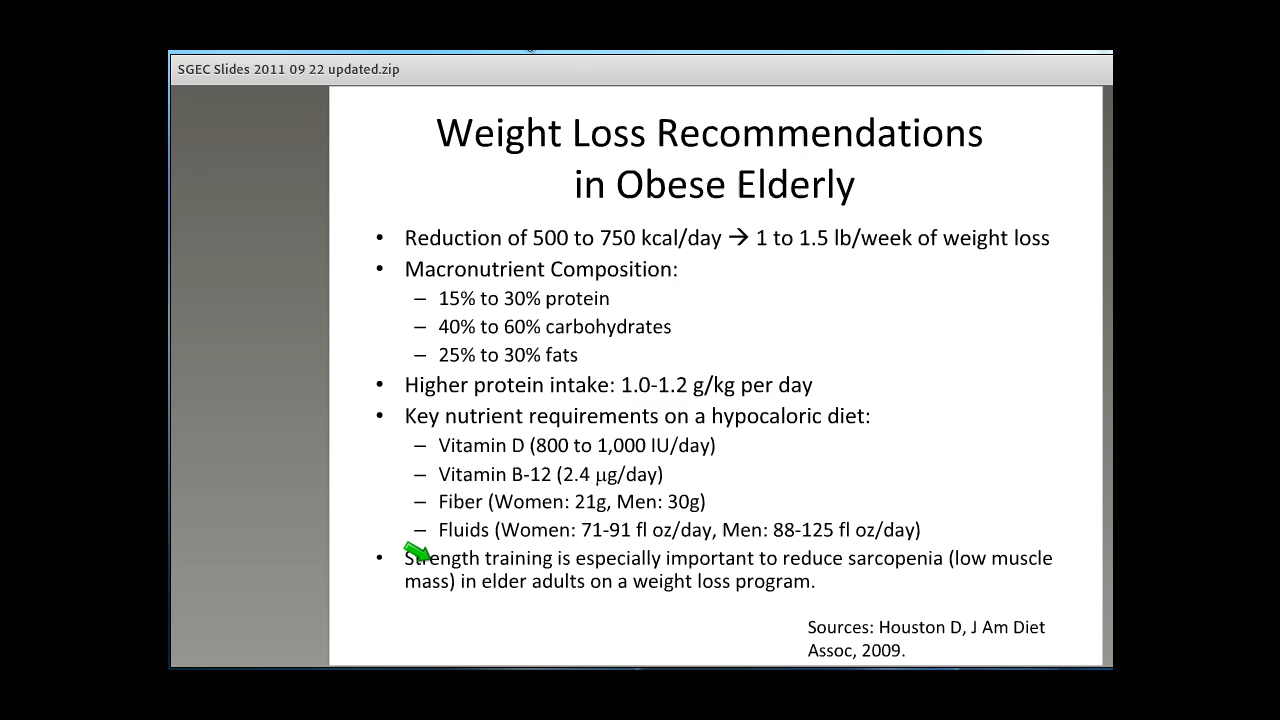 SGEC Slides 2011 09 22 updated.zip
Weight Loss Recommendations
in Obese Elderly
• Reduction of 500 to 750 kcal/day → 1 to 1.5 lb/week of weight loss
• Macronutrient Composition:
– 15% to 30% protein
– 40% to 60% carbohydrates
– 25% to 30% fats
• Higher protein intake: 1.0-1.2 g/kg per day
• Key nutrient requirements on a hypocaloric diet:
– Vitamin D (800 to 1,000 IU/day)
– Vitamin B-12 (2.4 µg/day)
– Fiber (Women: 21g, Men: 30g)
– Fluids (Women: 71-91 fl oz/day, Men: 88-125 fl oz/day)
• Strength training is especially important to reduce sarcopenia (low muscle
mass) in elder adults on a weight loss program.
Sources: Houston D, J Am Diet
Assoc, 2009.